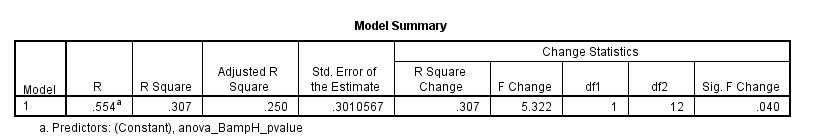 Model Summary
Change Statistics
Model R R Square Adjusted R Square Std. Error of the Estimate R Square Change F Change df1 df2 Sig. F Change
1 .554a .307 .250 .3010567 .307 5.322 1 12 .040
a. Predictors: (Constant), anova_BampH_pvalue